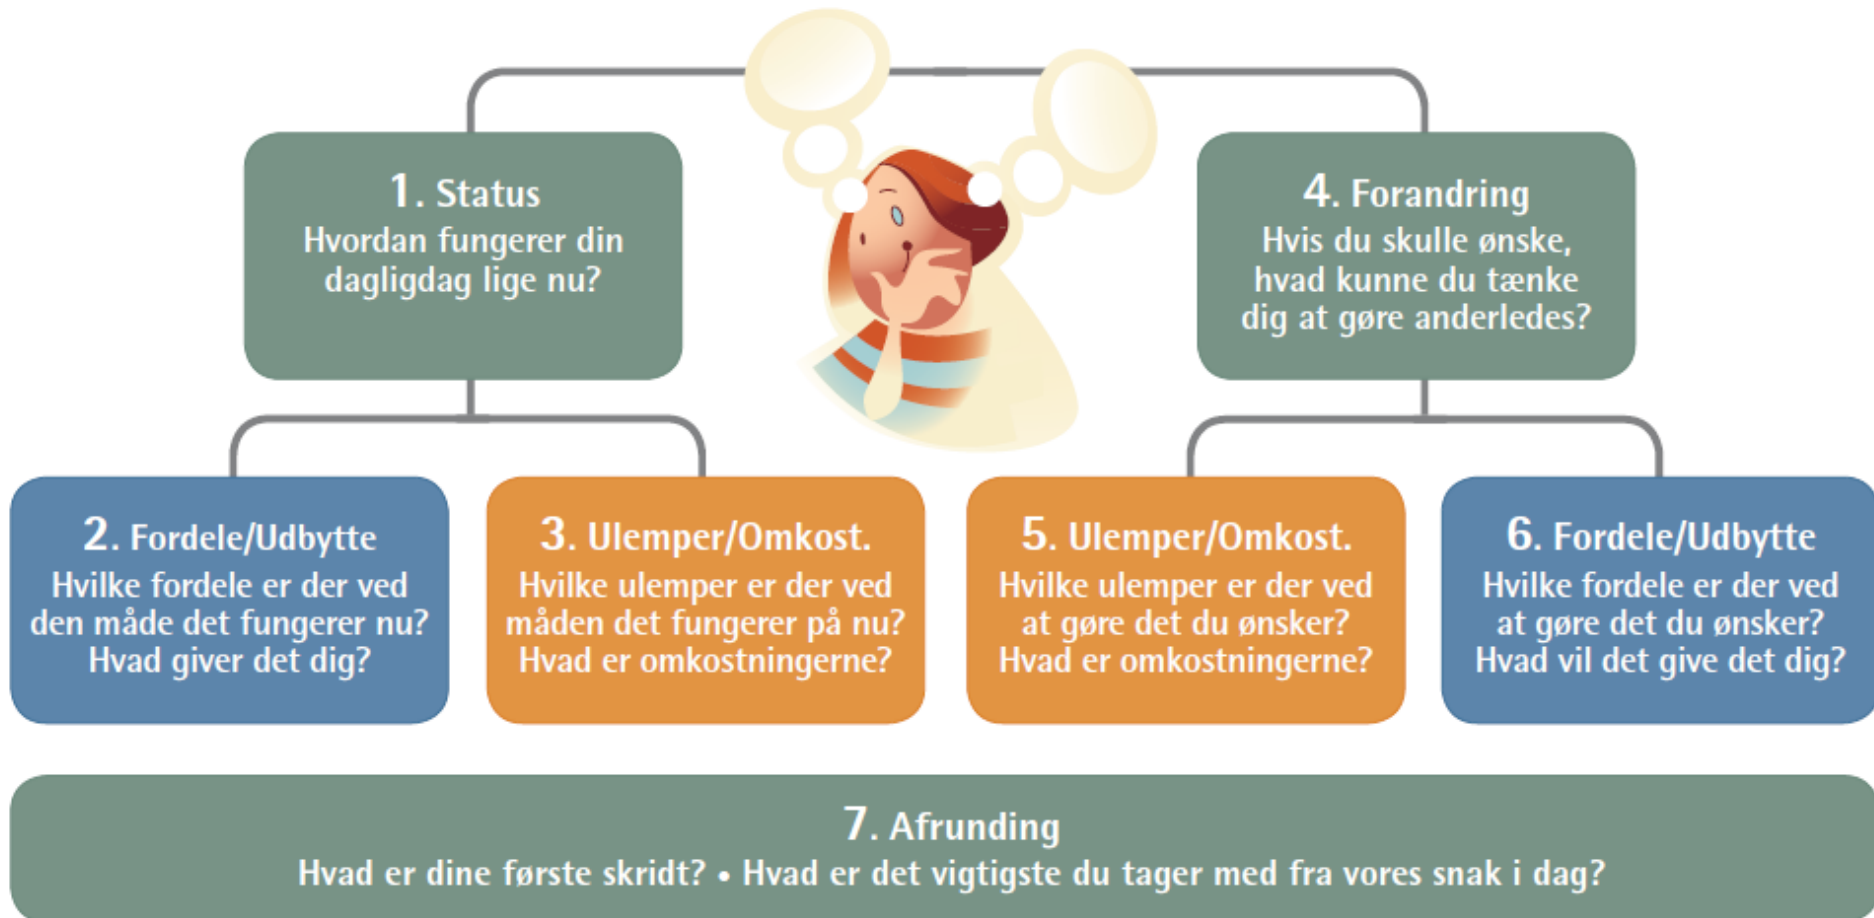 1. Status
Hvordan fungerer din
dagligdag lige nu?
4. Forandring
Hvis du skulle ønske,
hvad kunne du tænke
dig at gøre anderledes?
2. Fordele/Udbytte
Hvilke fordele er der ved
den måde det fungerer nu?
Hvad giver det dig?
3. Ulemper/Omkost.
Hvilke ulemper er der ved
måden det fungerer på nu?
Hvad er omkostningerne?
5. Ulemper/Omkost.
Hvilke ulemper er der ved
at gøre det du ønsker?
Hvad er omkostningerne?
6. Fordele/Udbytte
Hvilke fordele er der ved
at gøre det du ønsker?
Hvad vil det give det dig?
7. Afrunding
Hvad er dine første skridt? • Hvad er det vigtigste du tager med fra vores snak i dag?